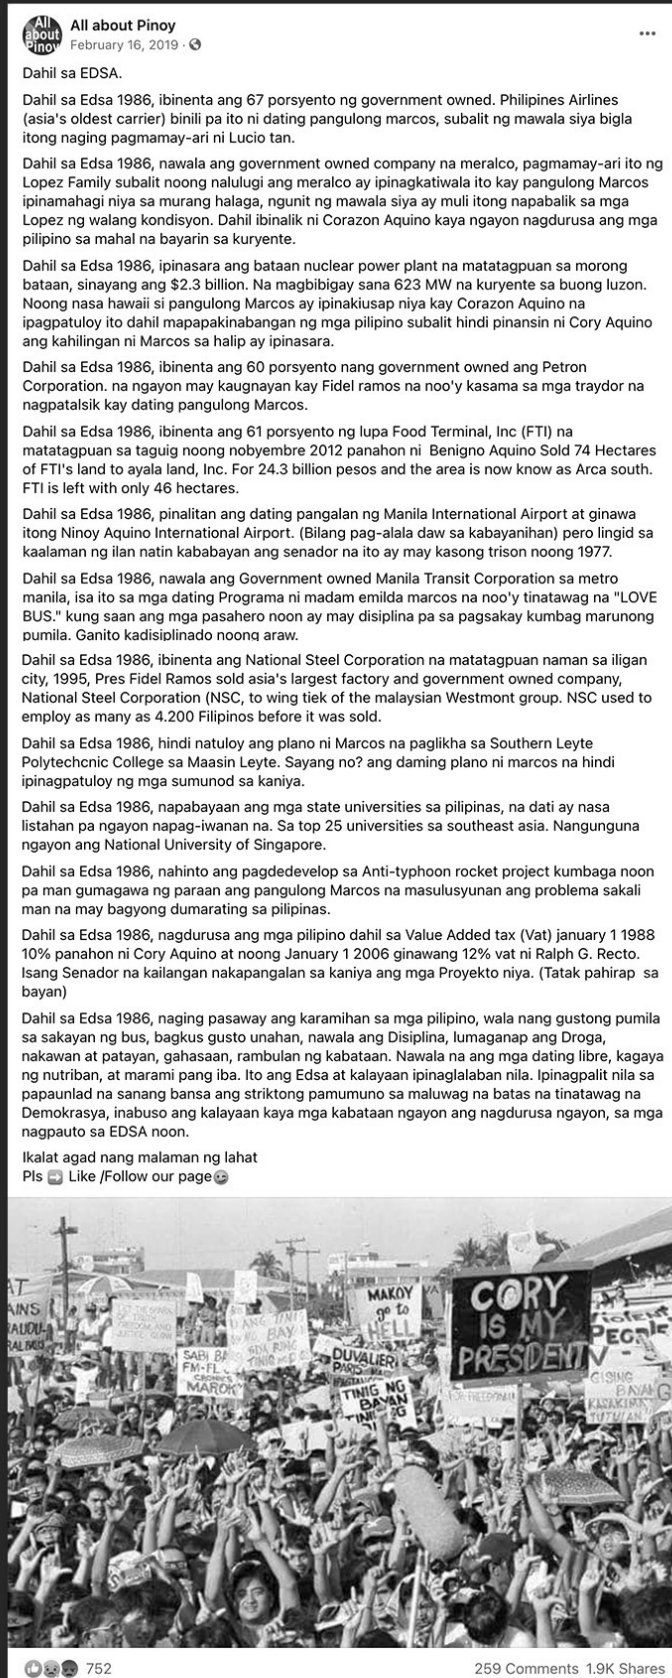 All about Pinoy
All about Pinoy
February 16, 2019 ·
Dahil sa EDSA.
Dahil sa Edsa 1986, ibinenta ang 67 porsyento ng government owned. Philipines Airlines
(asia's oldest carrier) binili pa ito ni dating pangulong marcos, subalit ng mawala siya bigla
itong naging pagmamay-ari ni Lucio tan.
Dahil sa Edsa 1986, nawala ang government owned company na meralco, pagmamay-ari ito ng
Lopez Family subalit noong nalulugi ang meralco ay ipinagkatiwala ito kay pangulong Marcos
ipinamahagi niya sa murang halaga, ngunit ng mawala siya ay muli itong napabalik sa mga
Lopez ng walang kondisyon. Dahil ibinalik ni Corazon Aquino kaya ngayon nagdurusa ang mga
pilipino sa mahal na bayarin sa kuryente.
Dahil sa Edsa 1986, ipinasara ang bataan nuclear power plant na matatagpuan sa morong
bataan, sinayang ang $2.3 billion. Na magbibigay sana 623 MW na kuryente sa buong luzon.
Noong nasa hawaii si pangulong Marcos ay ipinakiusap niya kay Corazon Aquino na
ipagpatuloy ito dahil mapapakinabangan ng mga pilipino subalit hindi pinansin ni Cory Aquino
ang kahilingan ni Marcos sa halip ay ipinasara.
Dahil sa Edsa 1986, ibinenta ang 60 porsyento nang government owned ang Petron
Corporation. na ngayon may kaugnayan kay Fidel ramos na noo'y kasama sa mga traydor na
nagpatalsik kay dating pangulong Marcos.
Dahil sa Edsa 1986, ibinenta ang 61 porsyento ng lupa Food Terminal, Inc (FTI) na
matatagpuan sa taguig noong nobyembre 2012 panahon ni Benigno Aquino Sold 74 Hectares
of FTI's land to ayala land, Inc. For 24.3 billion pesos and the area is now know as Arca south.
FTI is left with only 46 hectares.
Dahil sa Edsa 1986, pinalitan ang dating pangalan ng Manila International Airport at ginawa
itong Ninoy Aquino International Airport. (Bilang pag-alala daw sa kabayanihan) pero lingid sa
kaalaman ng ilan natin kababayan ang senador na ito ay may kasong trison noong 1977.
Dahil sa Edsa 1986, nawala ang Government owned Manila Transit Corporation sa metro
manila, isa ito sa mga dating Programa ni madam emilda marcos na noo'y tinatawag na "LOVE
BUS." kung saan ang mga pasahero noon ay may disiplina pa sa pagsakay kumbag marunong
pumila. Ganito kadisiplinado noong araw.
Dahil sa Edsa 1986, ibinenta ang National Steel Corporation na matatagpuan naman sa iligan
city, 1995, Pres Fidel Ramos sold asia's largest factory and government owned company,
National Steel Corporation (NSC, to wing tiek of the malaysian Westmont group. NSC used to
employ as many as 4.200 Filipinos before it was sold.
Dahil sa Edsa 1986, hindi natuloy ang plano ni Marcos na paglikha sa Southern Leyte
Polytechcnic College sa Maasin Leyte. Sayang no? ang daming plano ni marcos na hindi
ipinagpatuloy ng mga sumunod sa kaniya.
Dahil sa Edsa 1986, napabayaan ang mga state universities sa pilipinas, na dati ay nasa
listahan pa ngayon napag-iwanan na. Sa top 25 universities sa southeast asia. Nangunguna
ngayon ang National University of Singapore.
Dahil sa Edsa 1986, nahinto ang pagdedevelop sa Anti-typhoon rocket project kumbaga noon
pa man gumagawa ng paraan ang pangulong Marcos na masulusyunan ang problema sakali
man na may bagyong dumarating sa pilipinas.
Dahil sa Edsa 1986, nagdurusa ang mga pilipino dahil sa Value Added tax (Vat) january 1 1988
10% panahon ni Cory Aquino at noong January 1 2006 ginawang 12% vat ni Ralph G. Recto.
Isang Senador na kailangan nakapangalan sa kaniya ang mga Proyekto niya. (Tatak pahirap sa
bayan)
Dahil sa Edsa 1986, naging pasaway ang karamihan sa mga pilipino, wala nang gustong pumila
sa sakayan ng bus, bagkus gusto unahan, nawala ang Disiplina, lumaganap ang Droga,
nakawan at patayan, gahasaan, rambulan ng kabataan. Nawala na ang mga dating libre, kagaya
ng nutriban, at marami pang iba. Ito ang Edsa at kalayaan ipinaglalaban nila. Ipinagpalit nila sa
papaunlad na sanang bansa ang striktong pamumuno sa maluwag na batas na tinatawag na
Demokrasya, inabuso ang kalayaan kaya mga kabataan ngayon ang nagdurusa ngayon, sa mga
nagpauto sa EDSA noon.
Ikalat agad nang malaman ng lahat
Pls ➡ Like /Follow our page
MAKOY
go to
HELL
CORY
IS MY
PRESIDENT
SABI BA
FM-FL
CRONIES
MAROK
DUVALIER
PARIS
TINIG NG
BAYAN
GISING
BAYAN
752
259 Comments 1.9K Shares